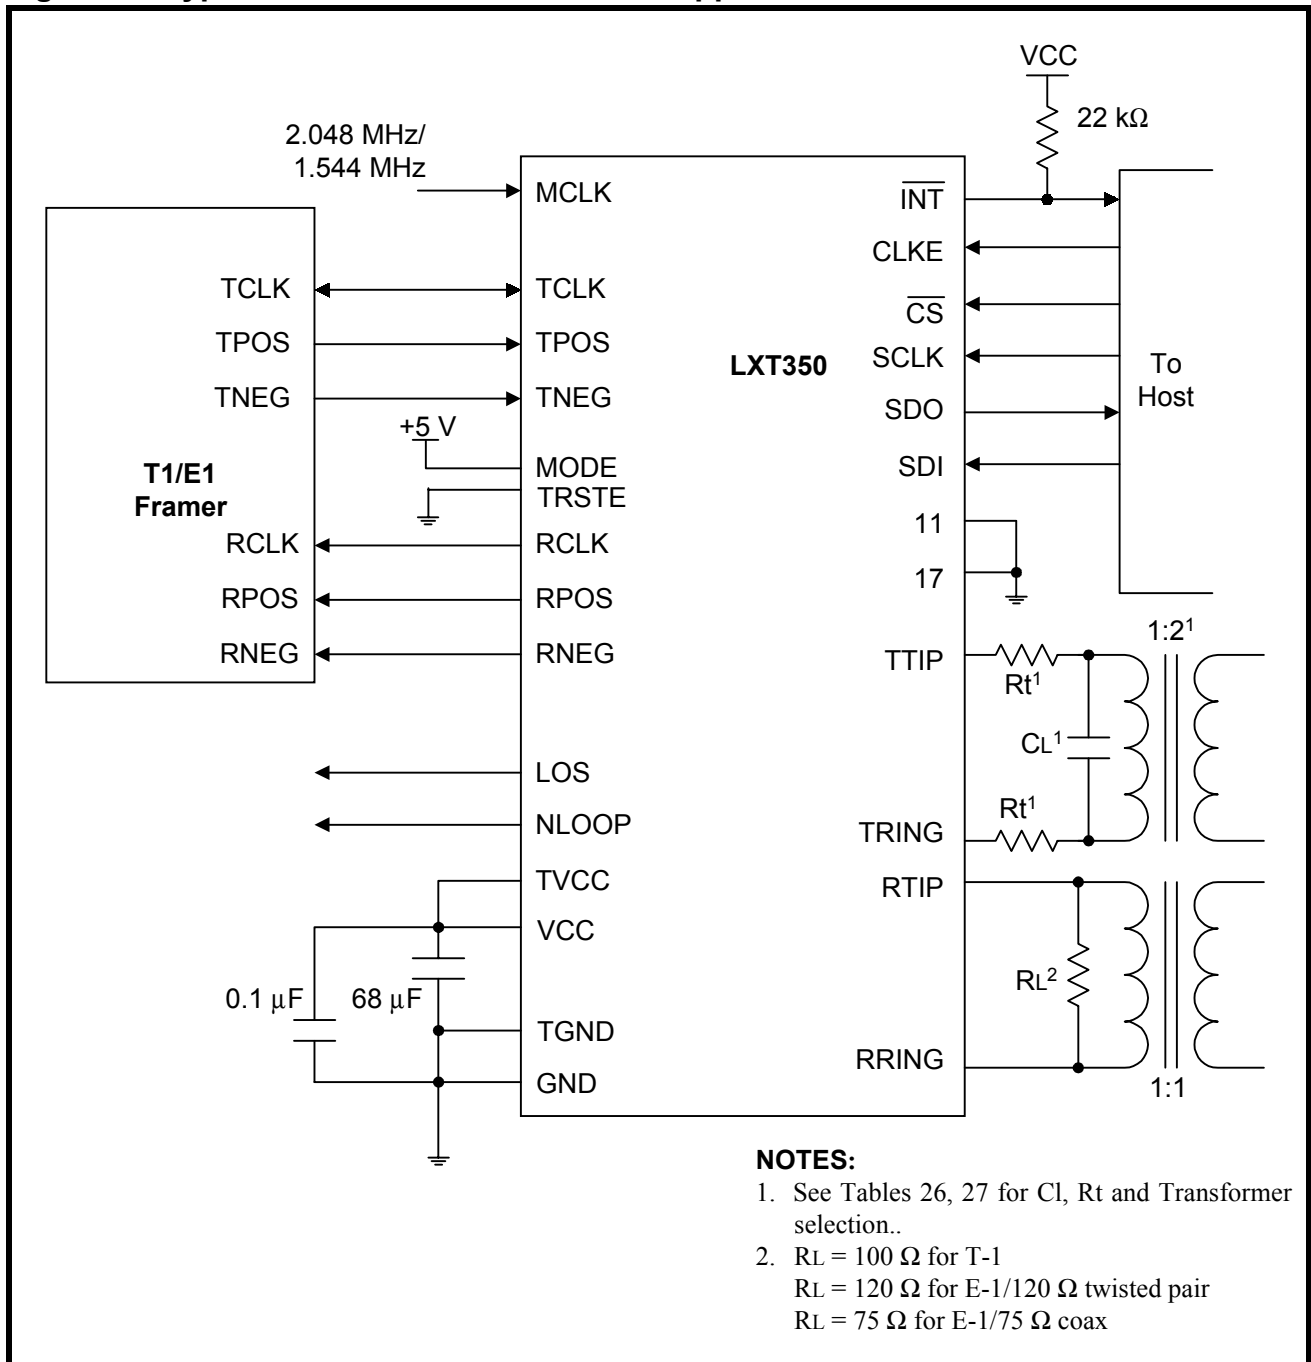 VCC
22 kΩ
2.048 MHz/
1.544 MHz
MCLK
INT
CLKE
TCLK
TCLK
CS
TPOS
TPOS
LXT350
SCLK
To
Host
TNEG
TNEG
SDO
+5 V
T1/E1
Framer
MODE
SDI
TRSTE
11
RCLK
RCLK
17
RPOS
RPOS
1:2¹
RNEG
RNEG
TTIP
Rt¹
CL¹
LOS
Rt¹
NLOOP
TRING
TVCC
RTIP
VCC
0.1 µF
68 µF
RL²
TGND
RRING
GND
1:1
NOTES:
1. See Tables 26, 27 for Cl, Rt and Transformer
selection..
2. RL = 100 Ω for T-1
RL = 120 Ω for E-1/120 Ω twisted pair
RL = 75 Ω for E-1/75 Ω coax